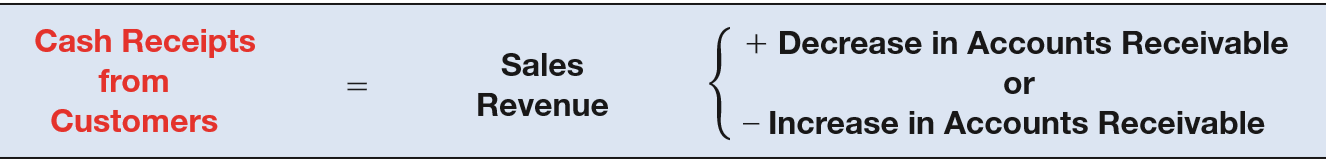 Cash Receipts
from
Customers
=
Sales
Revenue
+ Decrease in Accounts Receivable
or
− Increase in Accounts Receivable